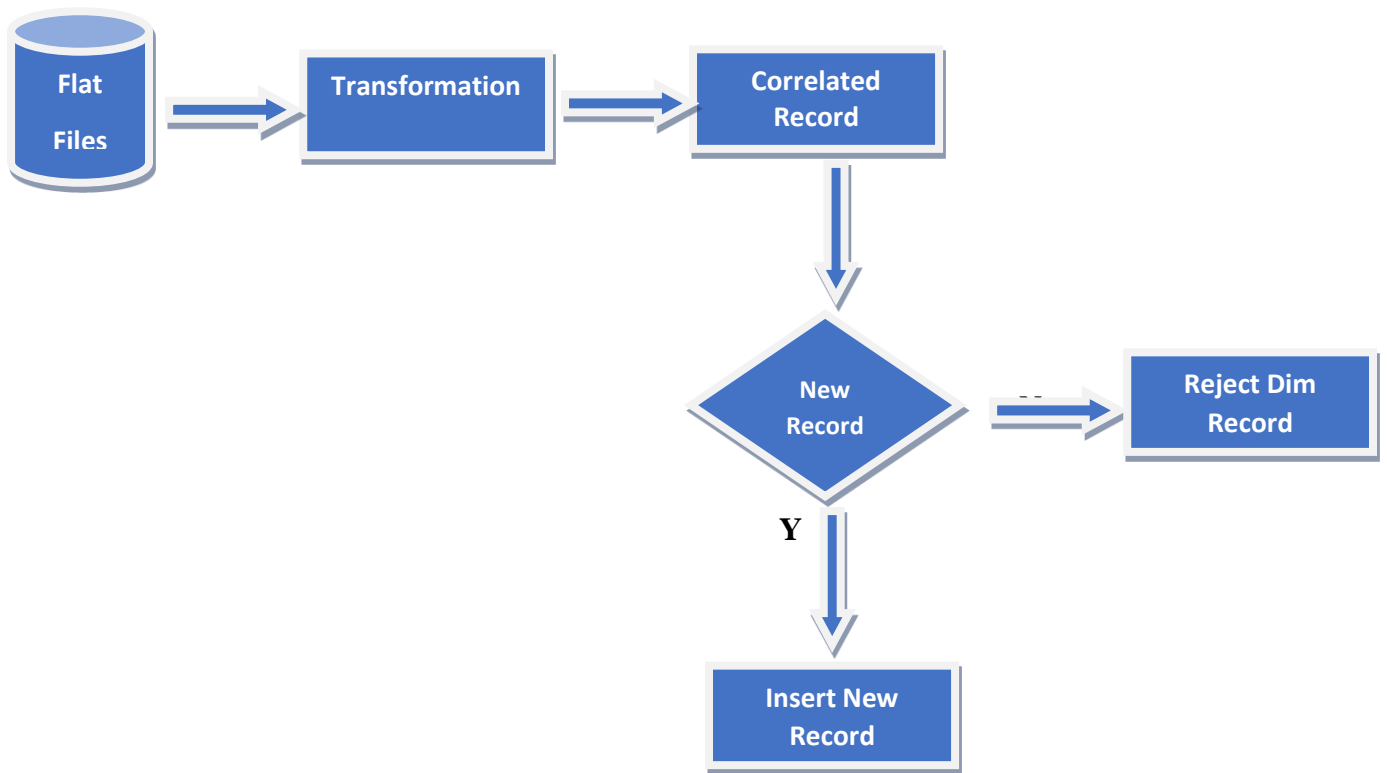 Flat
Files
Transformation
Correlated
Record
New
Record
Reject Dim
Record
Y
Insert New
Record